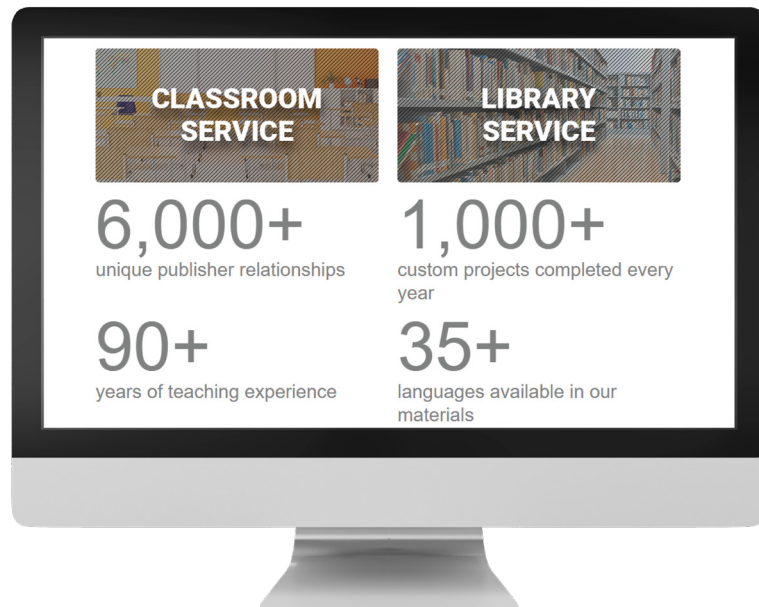 CLASSROOM
SERVICE
LIBRARY
SERVICE
6,000+
unique publisher relationships
1,000+
custom projects completed every
year
90+
years of teaching experience
35+
languages available in our
materials